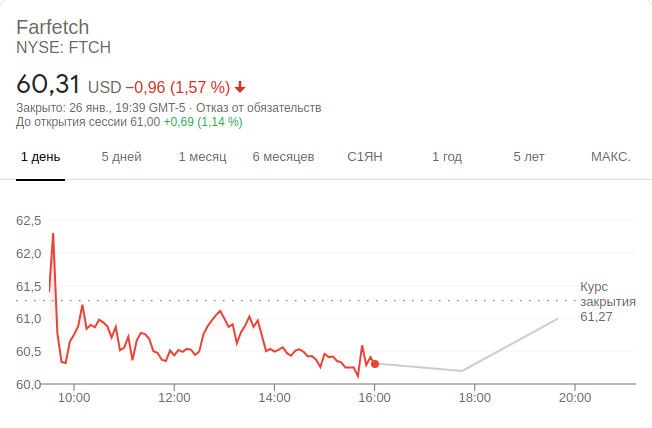 Farfetch
NYSE: FTCH
60,31 USD −0,96 (1,57 %)
Закрыто: 26 янв., 19:39 GMT-5 · Отказ от обязательств
До открытия сессии 61,00 +0,69 (1,14 %)
1 день 5 дней 1 месяц 6 месяцев С1ЯН 1 год 5 лет МАКС.
62,5
62,0
61,5
61,0
60,5
60,0
Курс
закрытия
61,27
10:00 12:00 14:00 16:00 18:00 20:00